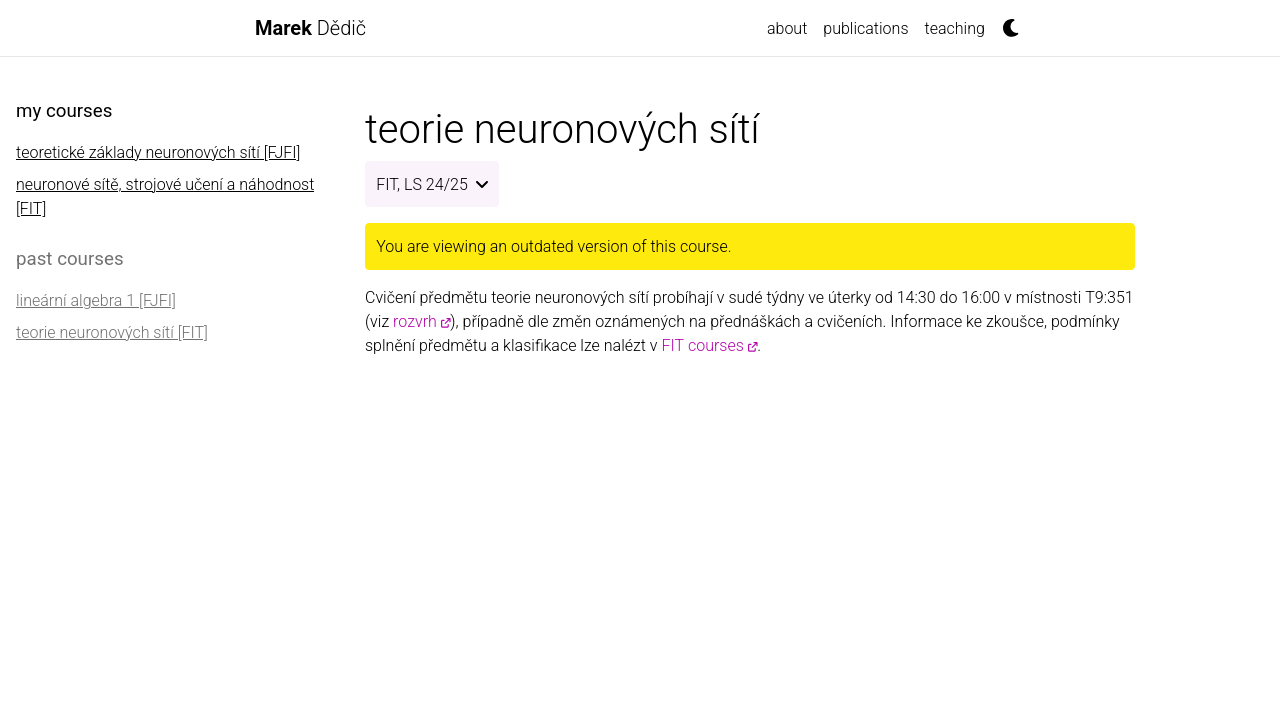 Marek Dědič
about publications teaching
my courses
teoretické základy neuronových sítí [FJFI]
neuronové sítě, strojové učení a náhodnost
[FIT]
past courses
lineární algebra 1 [FJFI]
teorie neuronových sítí [FIT]
teorie neuronových sítí
FIT, LS 24/25
You are viewing an outdated version of this course.
Cvičení předmětu teorie neuronových sítí probíhají v sudé týdny ve úterky od 14:30 do 16:00 v místnosti T9:351
(viz rozvrh), případně dle změn oznámených na přednáškách a cvičeních. Informace ke zkoušce, podmínky
splnění předmětu a klasifikace lze nalézt v FIT courses.